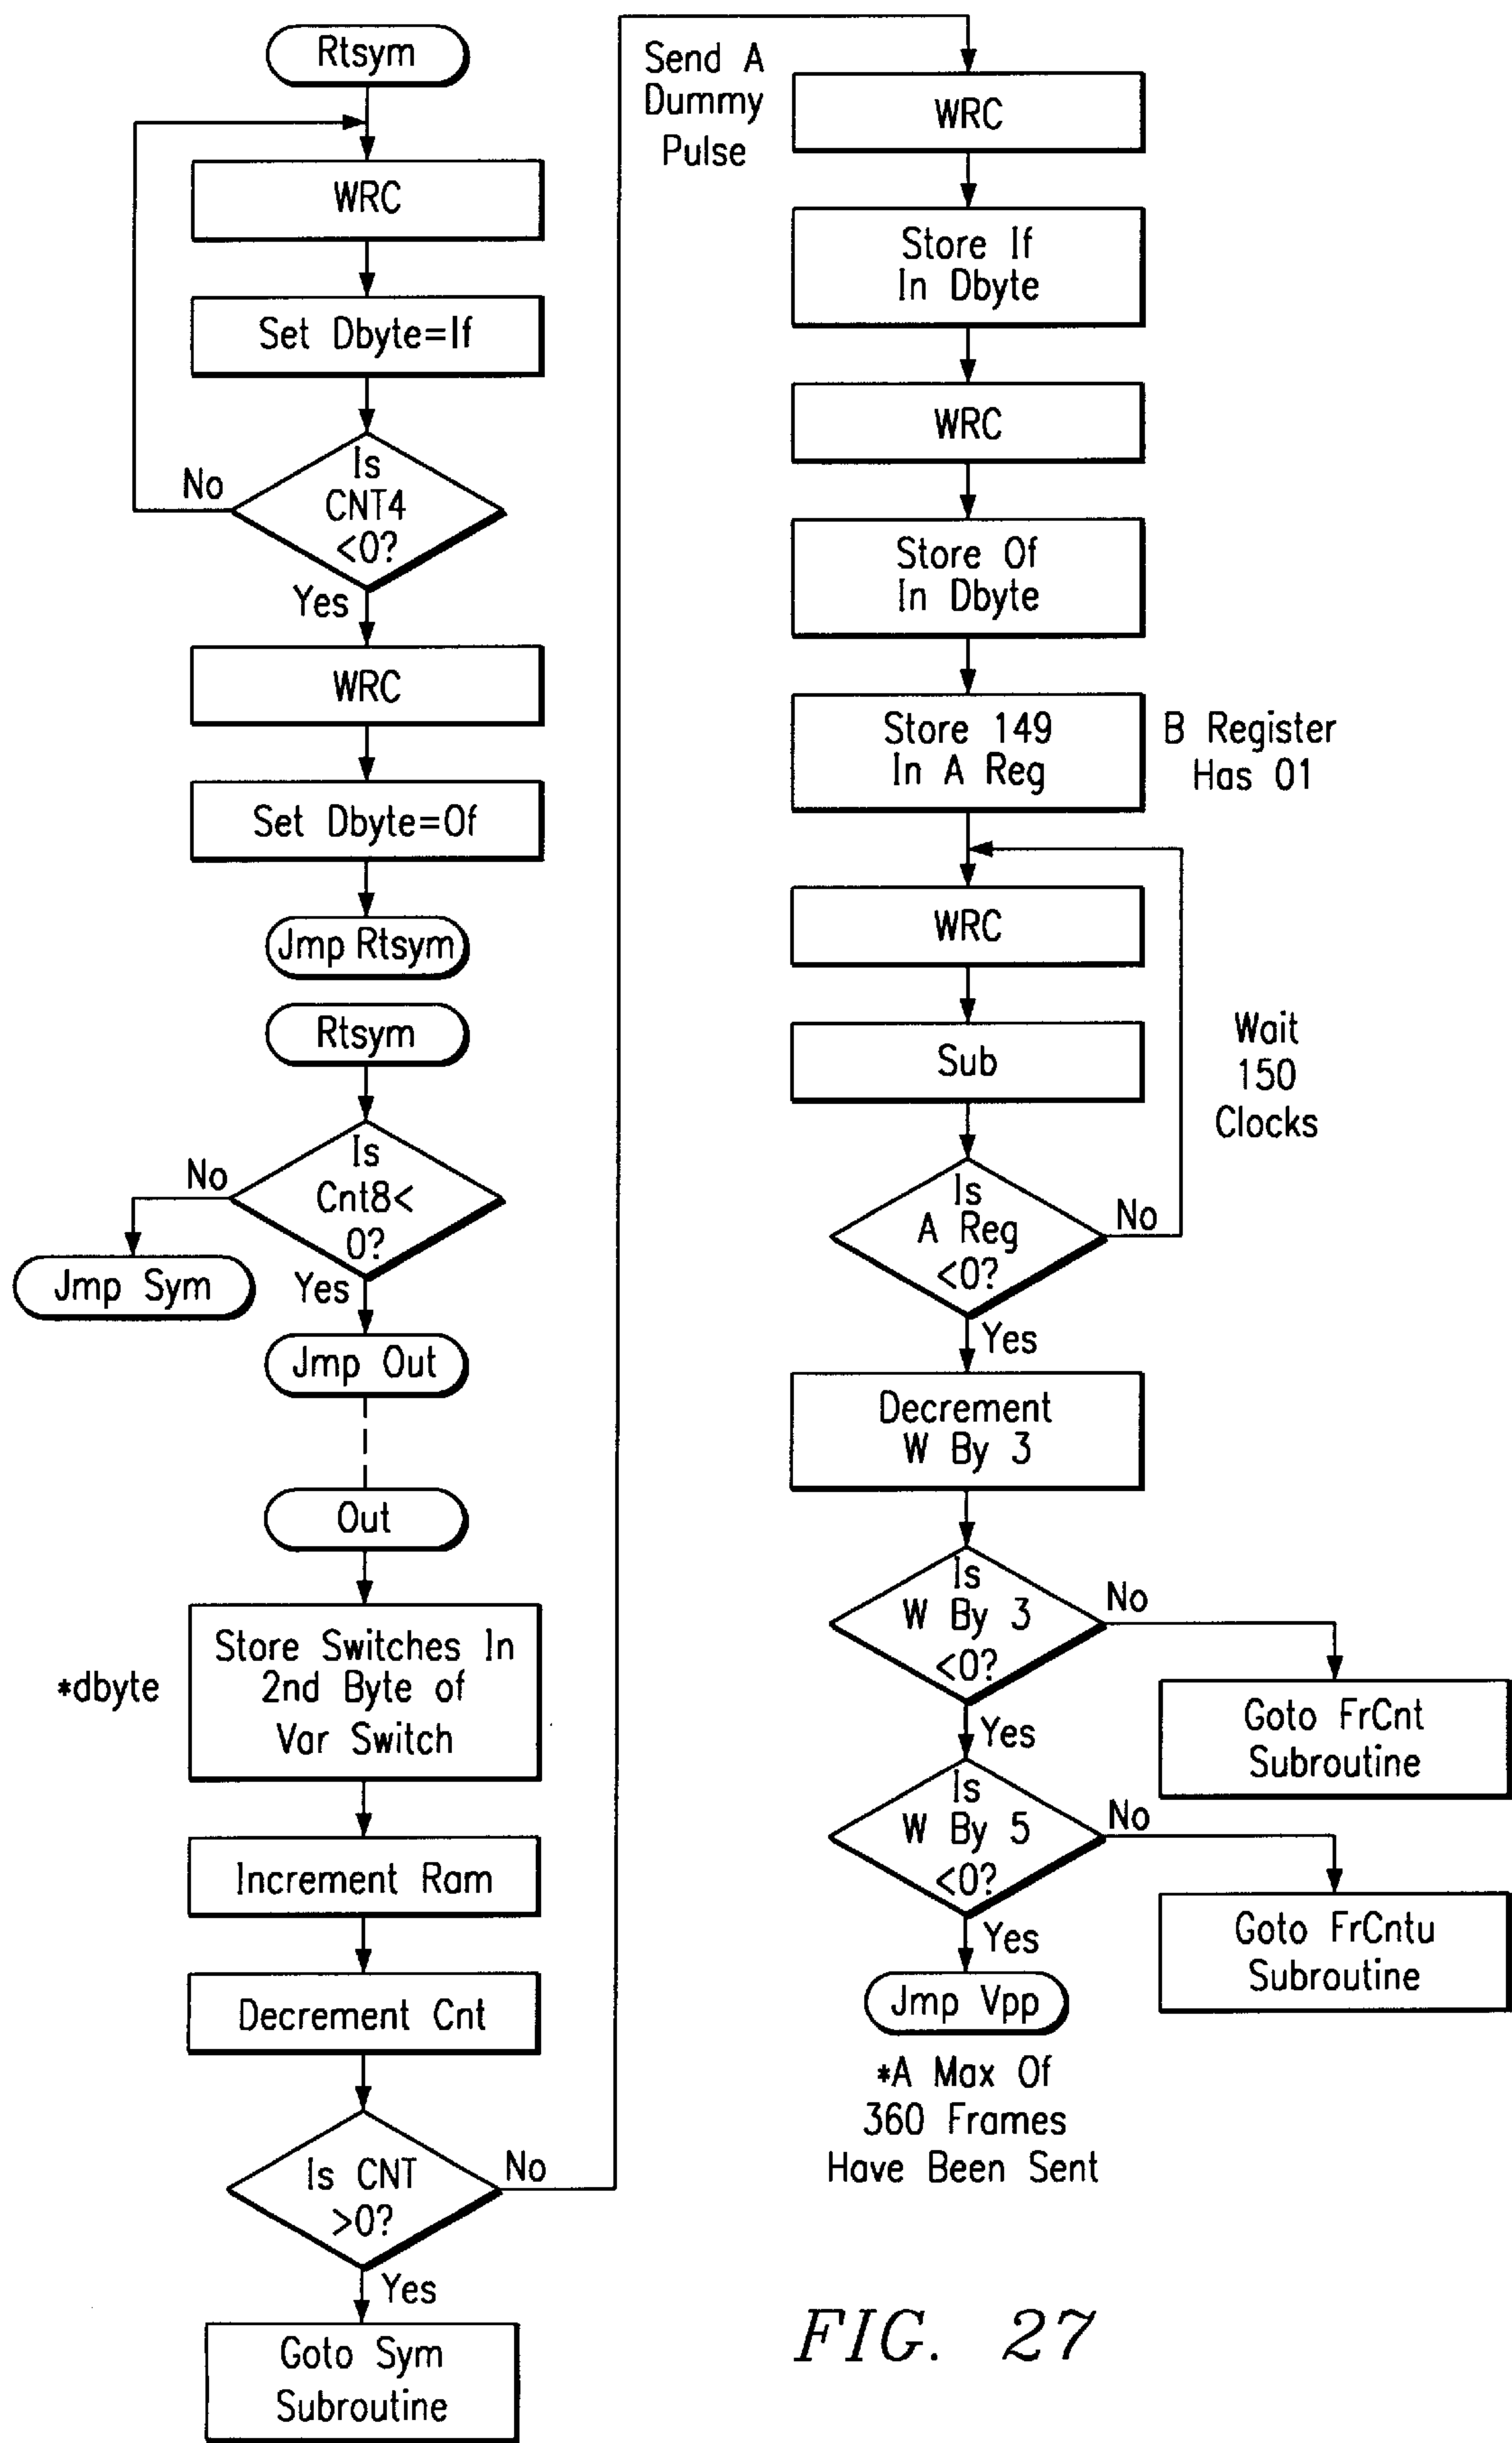 Rtsym
WRC
Set Dbyte=If
Is
CNT4
<0?
No
Yes
WRC
Set Dbyte=Of
Jmp Rtsym
Rtsym
Is
Cnt8<
0?
No
Jmp Sym
Yes
Jmp Out
Out
*dbyte
Store Switches In
2nd Byte of
Var Switch
Increment Ram
Decrement Cnt
Is CNT
>0?
No
Yes
Goto Sym
Subroutine
Send A
Dummy
Pulse
WRC
Store If
In Dbyte
WRC
Store Of
In Dbyte
Store 149
In A Reg
B Register
Has 01
WRC
Sub
Wait
150
Clocks
Is
A Reg
<0?
No
Yes
Decrement
W By 3
Is
W By 3
<0?
No
Goto FrCnt
Subroutine
Yes
Is
W By 5
<0?
No
Goto FrCntu
Subroutine
Yes
Jmp Vpp
*A Max Of
360 Frames
Have Been Sent
FIG. 27